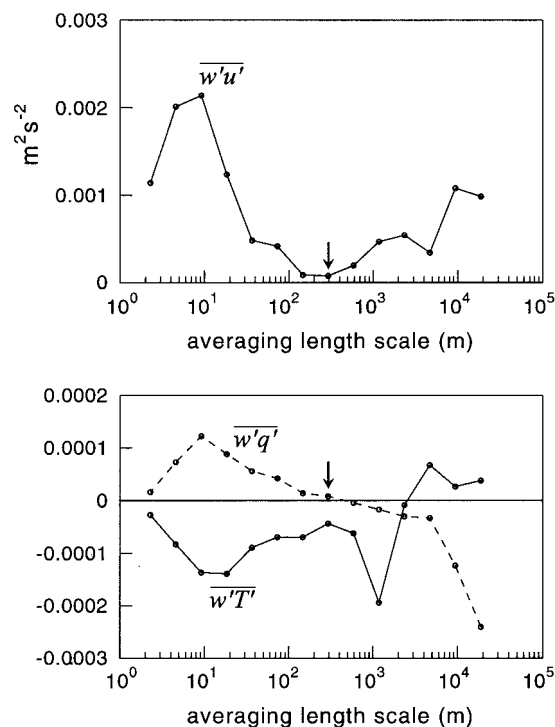 0.003
w'u'
0.002
m²s⁻²
0.001
0
10⁰ 10¹ 10² 10³ 10⁴ 10⁵
averaging length scale (m)
0.0002
w'q'
0.0001
0
-0.0001
w'T'
-0.0002
-0.0003
10⁰ 10¹ 10² 10³ 10⁴ 10⁵
averaging length scale (m)